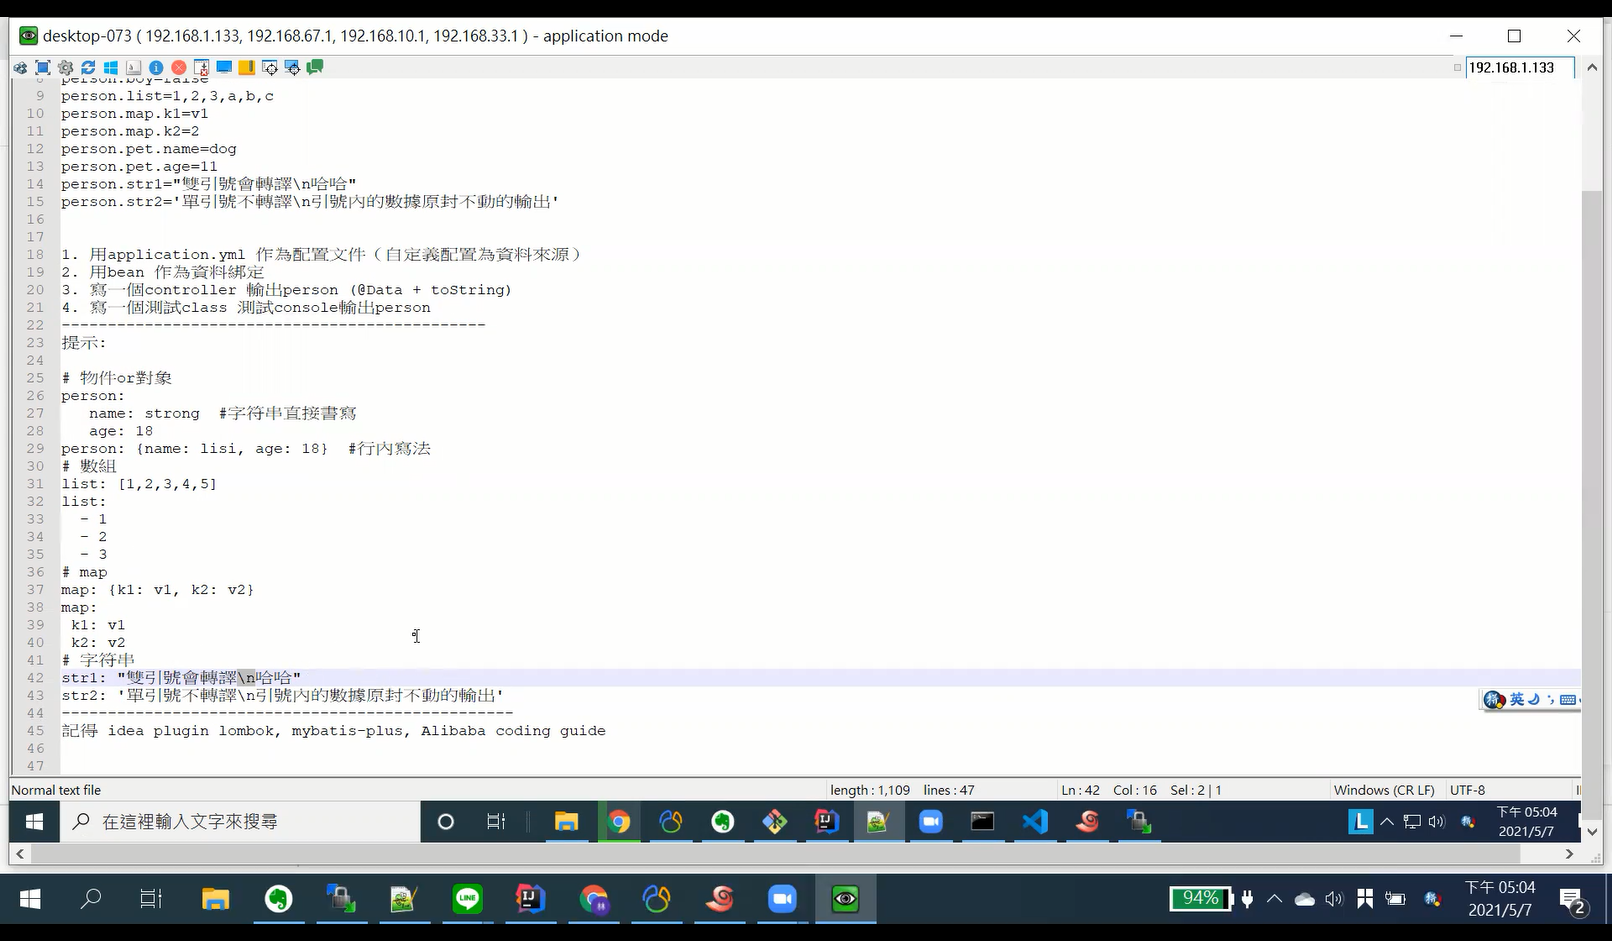 desktop-073 ( 192.168.1.133, 192.168.67.1, 192.168.10.1, 192.168.33.1 ) - application mode
192.168.1.133
8 person.boy=false
9 person.list=1,2,3,a,b,c
10 person.map.k1=v1
11 person.map.k2=2
12 person.pet.name=dog
13 person.pet.age=11
14 person.str1="雙引號會轉譯\n哈哈"
15 person.str2='單引號不轉譯\n引號內的數據原封不動的輸出'
16
17
18 1. 用application.yml 作為配置文件（自定義配置為資料來源）
19 2. 用bean 作為資料綁定
20 3. 寫一個controller 輸出person (@Data + toString)
21 4. 寫一個測試class 測試console輸出person
22 ----------------------------------------------
23 提示:
24
25 # 物件or對象
26 person:
27    name: strong  #字符串直接書寫
28    age: 18
29 person: {name: lisi, age: 18}  #行內寫法
30 # 數組
31 list: [1,2,3,4,5]
32 list:
33   - 1
34   - 2
35   - 3
36 # map
37 map: {k1: v1, k2: v2}
38 map:
39  k1: v1
40  k2: v2
41 # 字符串
42 str1: "雙引號會轉譯\n哈哈"
43 str2: '單引號不轉譯\n引號內的數據原封不動的輸出'
44 -------------------------------------------------
45 記得 idea plugin lombok, mybatis-plus, Alibaba coding guide
46
47
英
Normal text file length : 1,109 lines : 47 Ln : 42 Col : 16 Sel : 2 | 1 Windows (CR LF) UTF-8
在這裡輸入文字來搜尋
L
下午 05:04
2021/5/7
LINE
94%
下午 05:04
2021/5/7
2